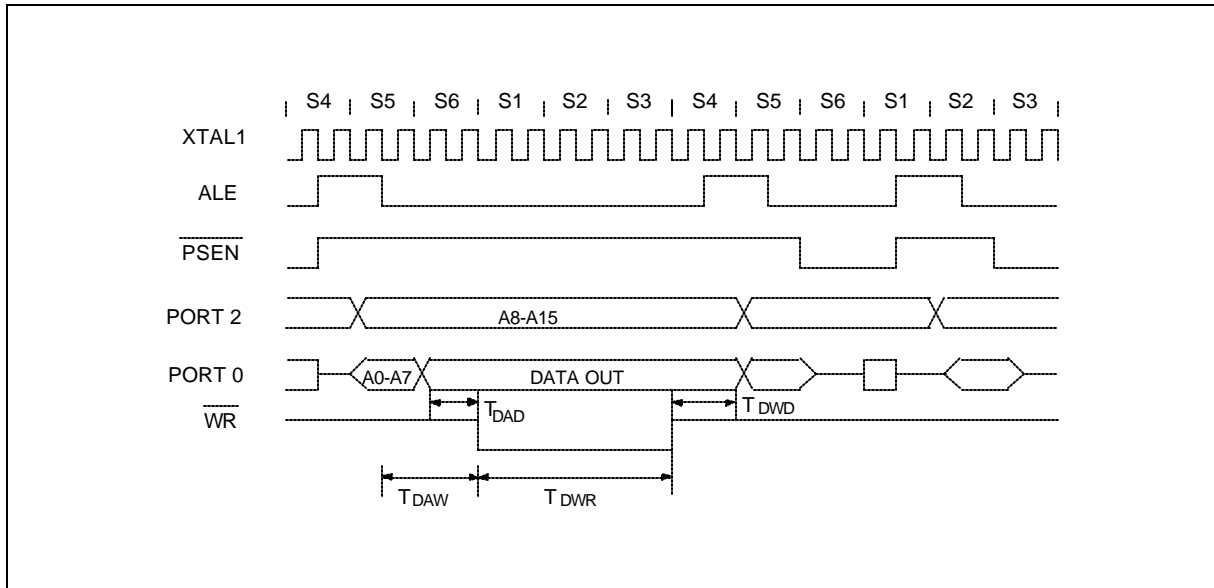 S4 S5 S6 S1 S2 S3 S4 S5 S6 S1 S2 S3
XTAL1
ALE
PSEN
PORT 2
A8-A15
PORT 0
A0-A7
DATA OUT
WR
TDAD
TDWD
TDAW
TDWR